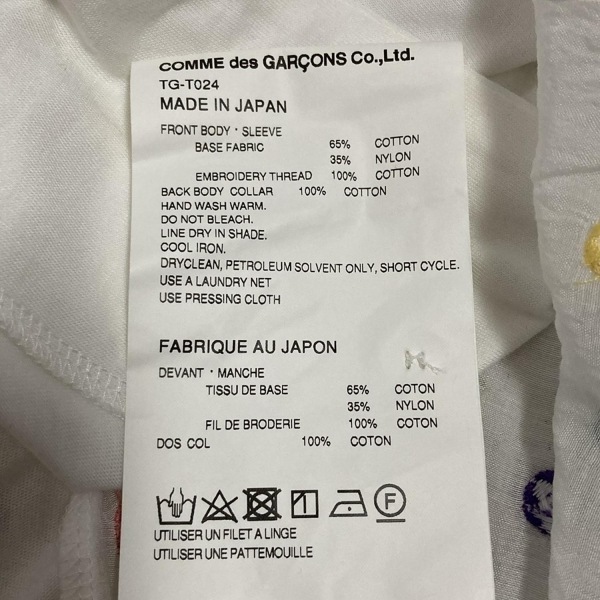 COMME des GARÇONS Co.,Ltd.
TG-T024
MADE IN JAPAN
FRONT BODY・SLEEVE
BASE FABRIC 65% COTTON
35% NYLON
EMBROIDERY THREAD 100% COTTON
BACK BODY COLLAR 100% COTTON
HAND WASH WARM.
DO NOT BLEACH.
LINE DRY IN SHADE.
COOL IRON.
DRYCLEAN, PETROLEUM SOLVENT ONLY, SHORT CYCLE.
USE A LAUNDRY NET
USE PRESSING CLOTH
FABRIQUE AU JAPON
DEVANT・MANCHE
TISSU DE BASE 65% COTON
35% NYLON
FIL DE BRODERIE 100% COTON
DOS COL 100% COTON
F
UTILISER UN FILET A LINGE
UTILISER UNE PATTEMOUILLE